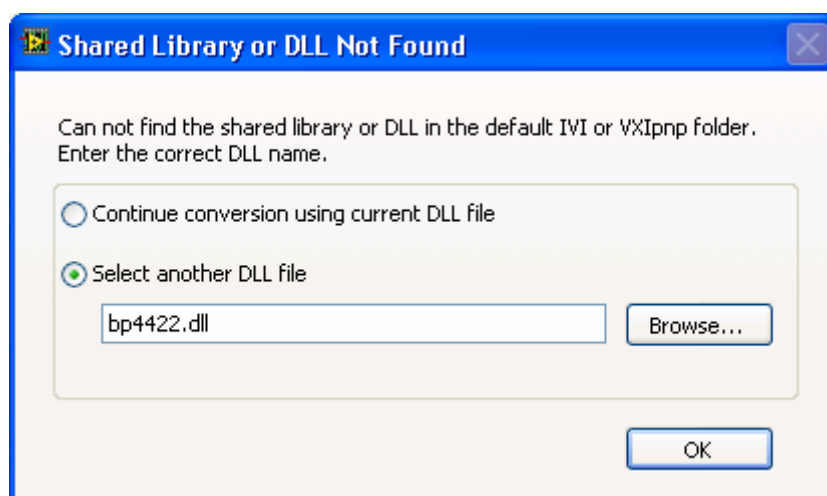 Shared Library or DLL Not Found
Can not find the shared library or DLL in the default IVI or VXIpnp folder.
Enter the correct DLL name.
Continue conversion using current DLL file
Select another DLL file
bp4422.dll
Browse...
OK